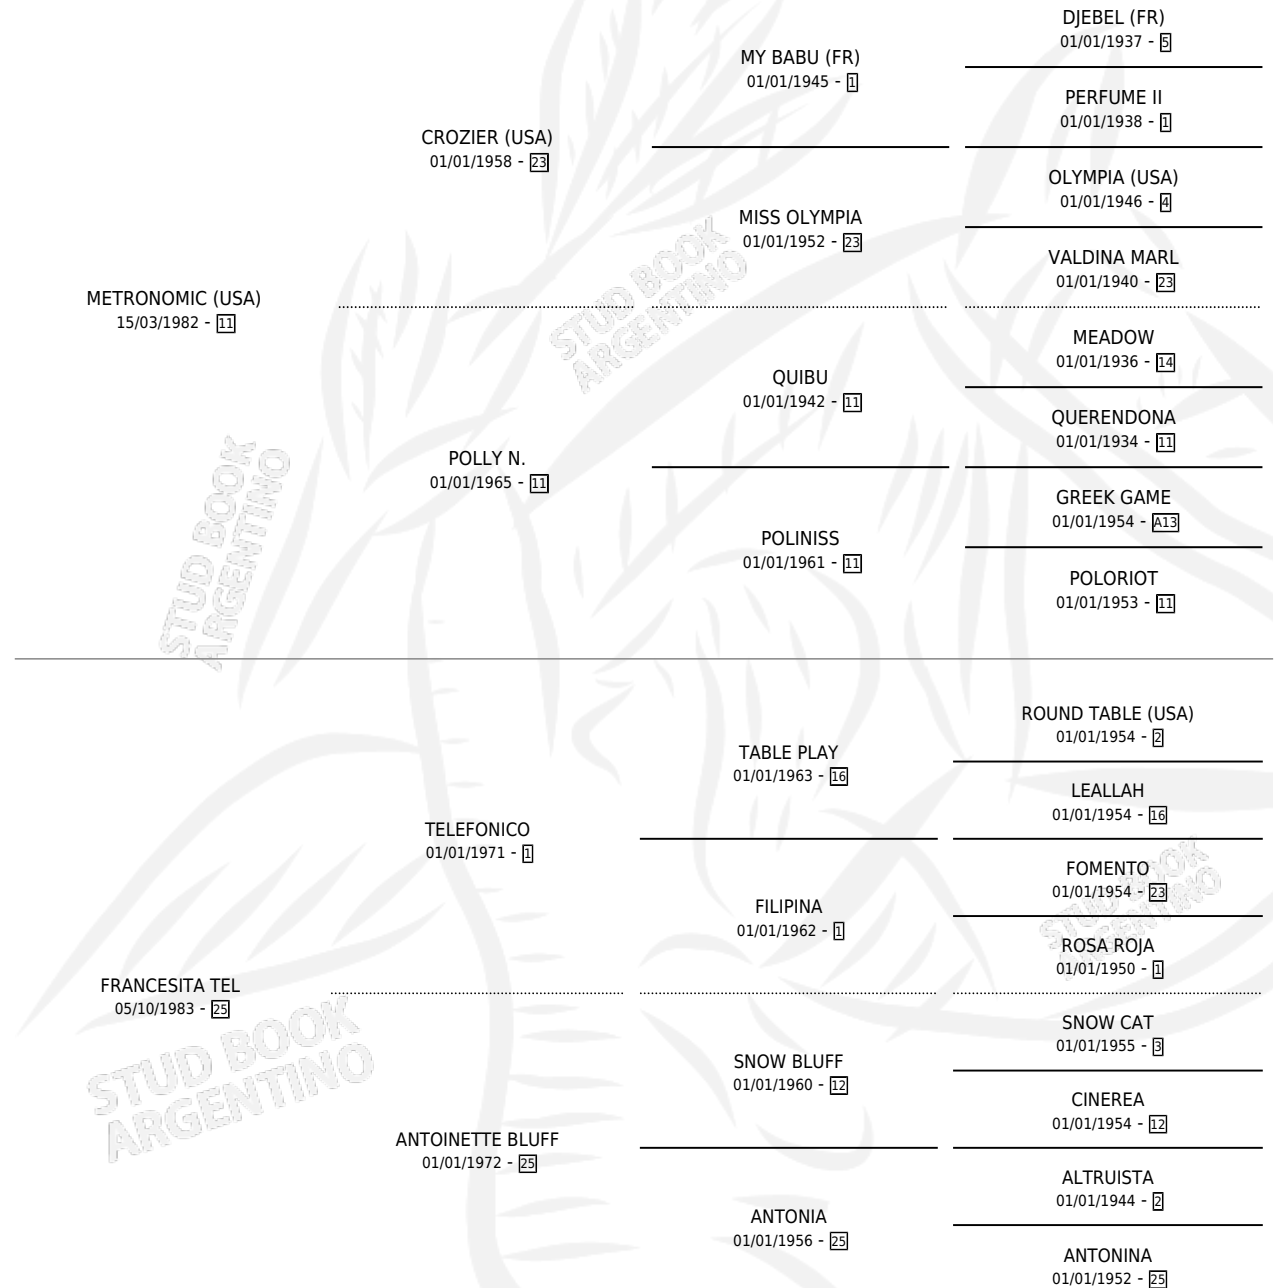 DJEBEL (FR)
01/01/1937 - 5
MY BABU (FR)
01/01/1945 - 1
PERFUME II
01/01/1938 - 1
CROZIER (USA)
01/01/1958 - 23
OLYMPIA (USA)
01/01/1946 - 4
MISS OLYMPIA
01/01/1952 - 23
VALDINA MARL
01/01/1940 - 23
METRONOMIC (USA)
15/03/1982 - 11
MEADOW
01/01/1936 - 14
QUIBU
01/01/1942 - 11
QUERENDONA
01/01/1934 - 11
POLLY N.
01/01/1965 - 11
GREEK GAME
01/01/1954 - A13
POLINISS
01/01/1961 - 11
POLORIOT
01/01/1953 - 11
ROUND TABLE (USA)
01/01/1954 - 2
TABLE PLAY
01/01/1963 - 16
LEALLAH
01/01/1954 - 16
TELEFONICO
01/01/1971 - 1
FOMENTO
01/01/1954 - 23
FILIPINA
01/01/1962 - 1
ROSA ROJA
01/01/1950 - 1
FRANCESITA TEL
05/10/1983 - 25
SNOW CAT
01/01/1955 - 3
SNOW BLUFF
01/01/1960 - 12
CINEREA
01/01/1954 - 12
ANTOINETTE BLUFF
01/01/1972 - 25
ALTRUISTA
01/01/1944 - 2
ANTONIA
01/01/1956 - 25
ANTONINA
01/01/1952 - 25
STUD BOOK
ARGENTINO
STUD BOOK
ARGENTINO
STUD BOOK
ARGENTINO
STUD BOOK
ARGENTINO